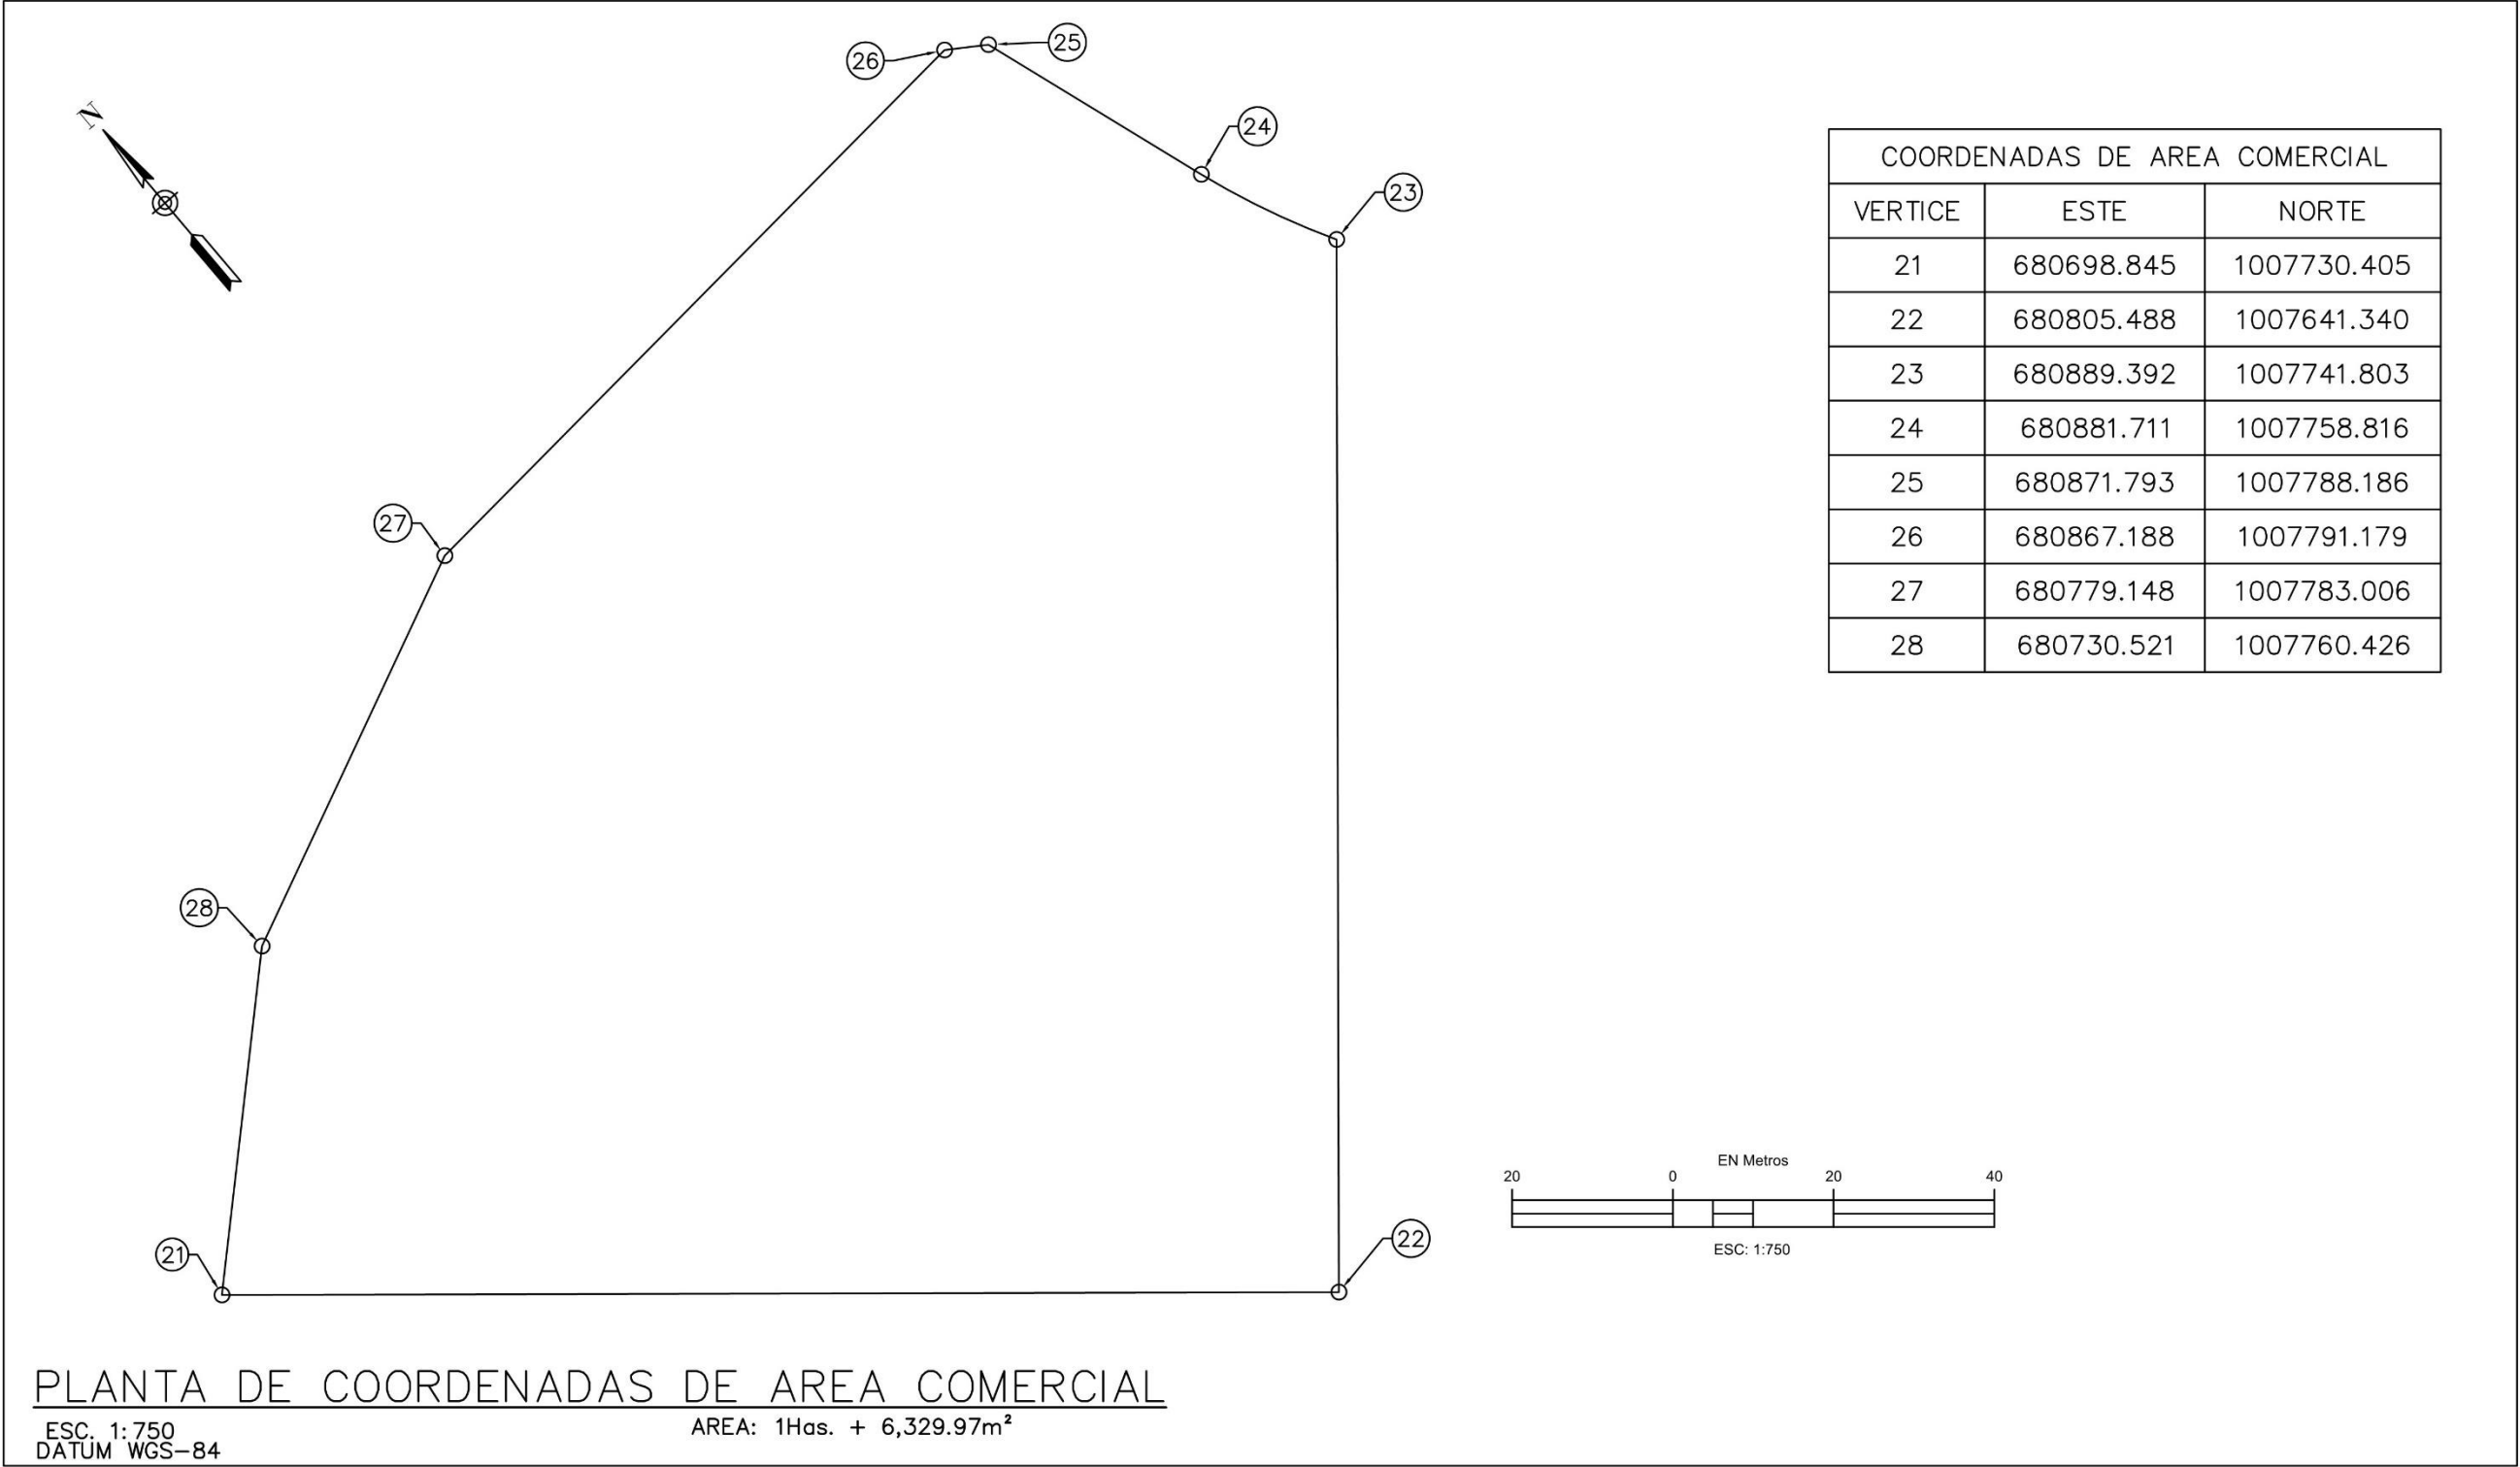 N
26
25
24
23
27
28
21
22
COORDENADAS DE AREA COMERCIAL
VERTICE ESTE NORTE
21 680698.845 1007730.405
22 680805.488 1007641.340
23 680889.392 1007741.803
24 680881.711 1007758.816
25 680871.793 1007788.186
26 680867.188 1007791.179
27 680779.148 1007783.006
28 680730.521 1007760.426
EN Metros
20 0 20 40
ESC: 1:750
PLANTA DE COORDENADAS DE AREA COMERCIAL
ESC. 1:750 AREA: 1Has. + 6,329.97m²
DATUM WGS-84